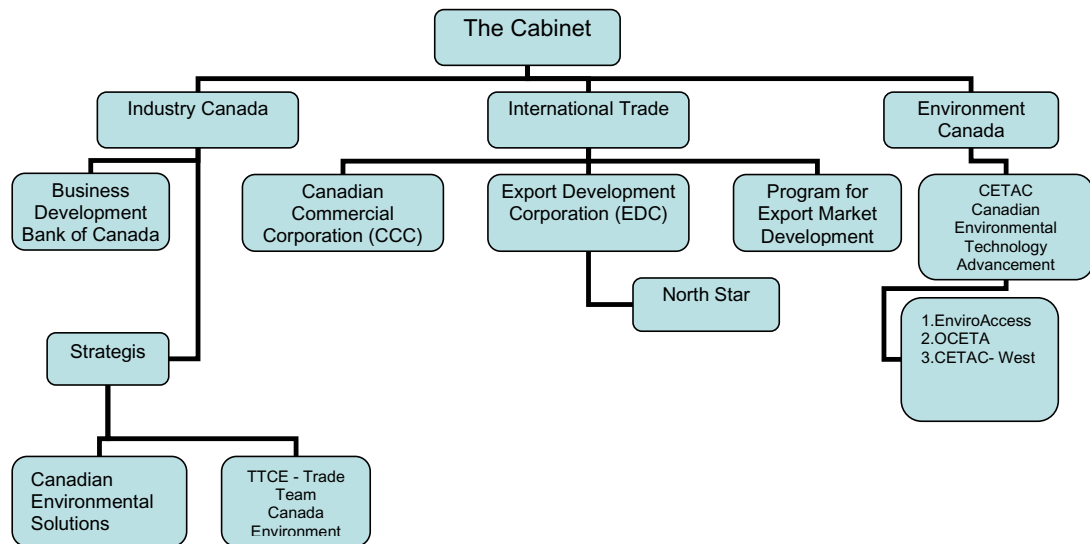 The Cabinet
Industry Canada
International Trade
Environment
Canada
Business
Development
Bank of Canada
Canadian
Commercial
Corporation (CCC)
Export Development
Corporation (EDC)
Program for
Export Market
Development
CETAC
Canadian
Environmental
Technology
Advancement
North Star
1.EnviroAccess
2.OCETA
3.CETAC- West
Strategis
Canadian
Environmental
Solutions
TTCE - Trade
Team
Canada
Environment